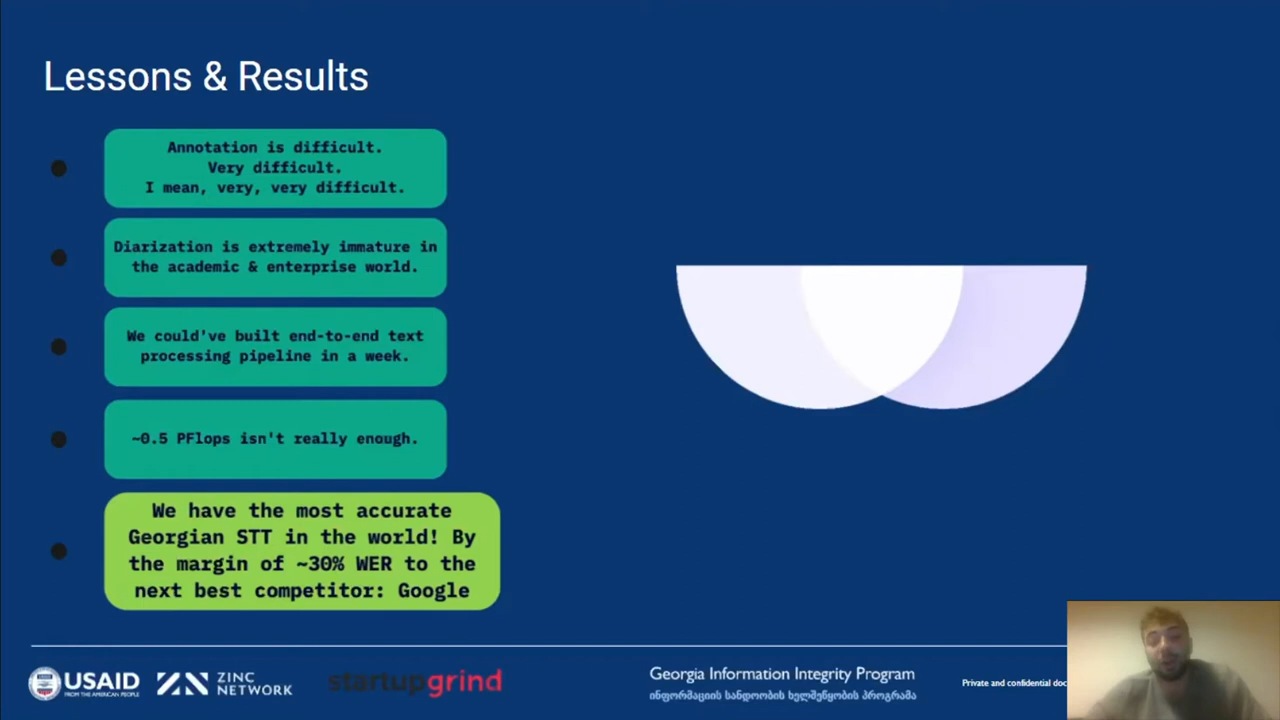 Lessons & Results
Annotation is difficult.
Very difficult.
I mean, very, very difficult.
Diarization is extremely immature in
the academic & enterprise world.
We could've built end-to-end text
processing pipeline in a week.
~0.5 PFlops isn't really enough.
We have the most accurate
Georgian STT in the world! By
the margin of ~30% WER to the
next best competitor: Google
USAID
FROM THE AMERICAN PEOPLE
ZINC
NETWORK
startupgrind
Georgia Information Integrity Program
ინფორმაციის სანდოობის ხელშეწყობის პროგრამა
Private and confidential doc